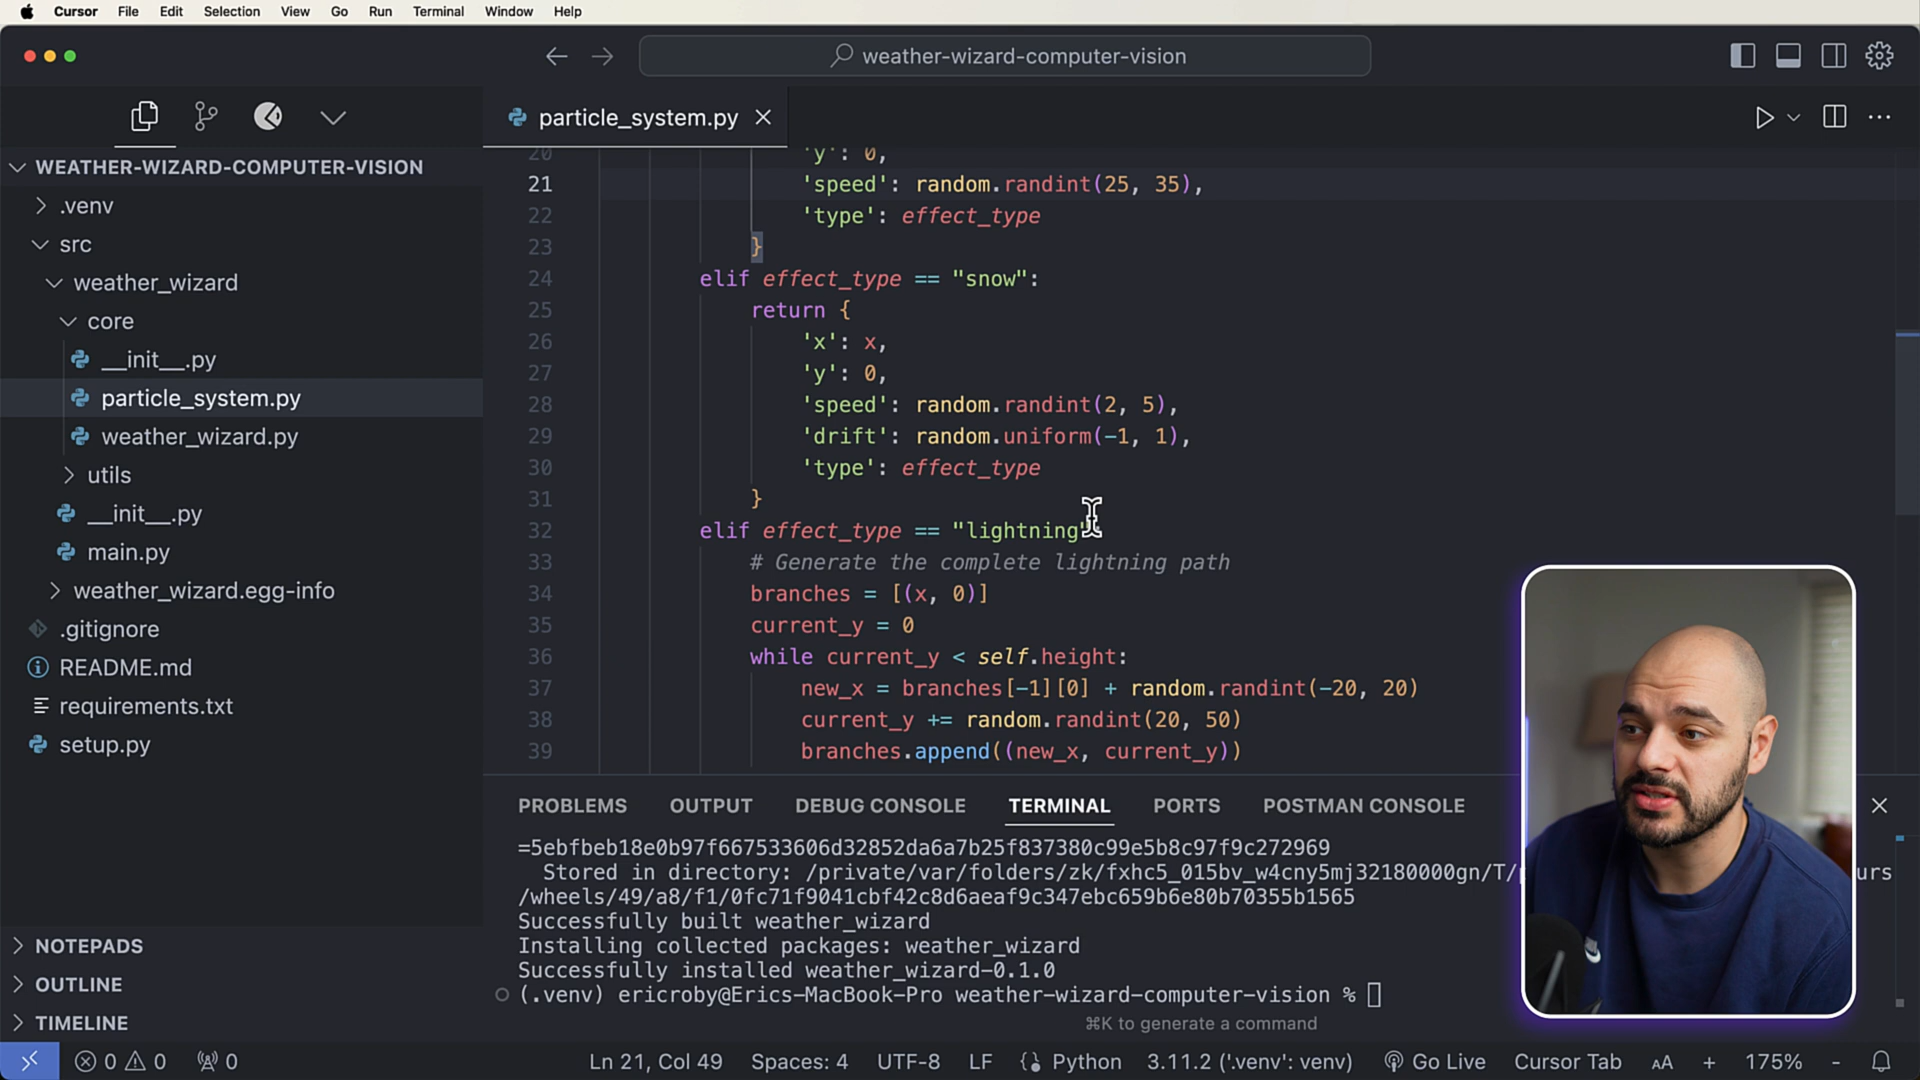 Cursor File Edit Selection View Go Run Terminal Window Help
weather-wizard-computer-vision
particle_system.py
WEATHER-WIZARD-COMPUTER-VISION
.venv
src
weather_wizard
core
__init__.py
particle_system.py
weather_wizard.py
utils
__init__.py
main.py
weather_wizard.egg-info
.gitignore
README.md
requirements.txt
setup.py
NOTEPADS
OUTLINE
TIMELINE
20 'y': 0,
21 'speed': random.randint(25, 35),
22 'type': effect_type
23 }
24 elif effect_type == "snow":
25 return {
26 'x': x,
27 'y': 0,
28 'speed': random.randint(2, 5),
29 'drift': random.uniform(-1, 1),
30 'type': effect_type
31 }
32 elif effect_type == "lightning"
33 # Generate the complete lightning path
34 branches = [(x, 0)]
35 current_y = 0
36 while current_y < self.height:
37 new_x = branches[-1][0] + random.randint(-20, 20)
38 current_y += random.randint(20, 50)
39 branches.append((new_x, current_y))
PROBLEMS OUTPUT DEBUG CONSOLE TERMINAL PORTS POSTMAN CONSOLE
=5ebfbeb18e0b97f667533606d32852da6a7b25f837380c99e5b8c97f9c272969
Stored in directory: /private/var/folders/zk/fxhc5_015bv_w4cny5mj32180000gn/T/
/wheels/49/a8/f1/0fc71f9041cbf42c8d6aeaf9c347ebc659b6e80b70355b1565
Successfully built weather_wizard
Installing collected packages: weather_wizard
Successfully installed weather_wizard-0.1.0
(.venv) ericroby@Erics-MacBook-Pro weather-wizard-computer-vision %
⌘K to generate a command
0 0 0 Ln 21, Col 49 Spaces: 4 UTF-8 LF Python 3.11.2 ('.venv': venv) Go Live Cursor Tab AA + 175% -